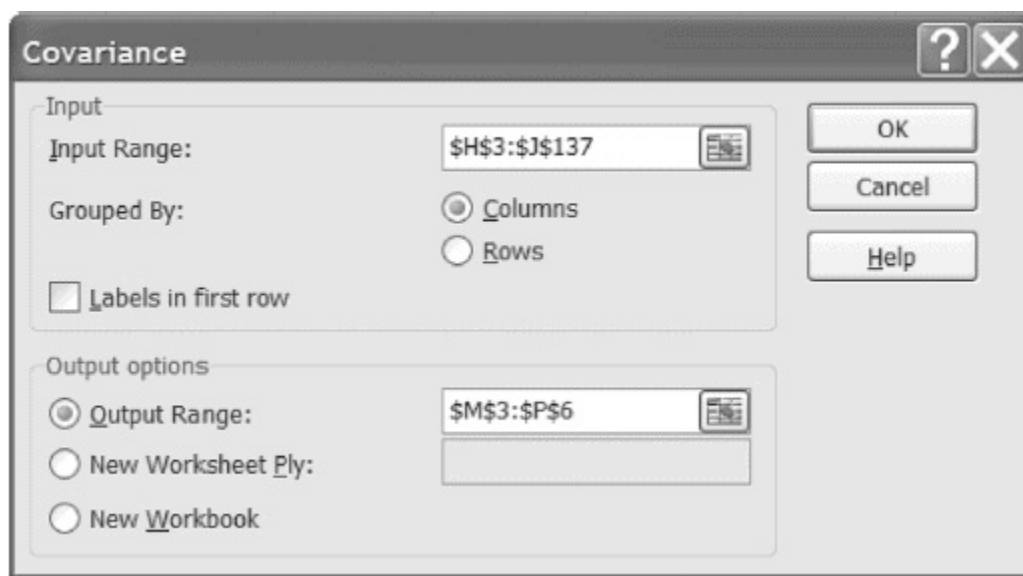 Covariance
Input
Input Range:
$H$3:$J$137
Grouped By:
Columns
Rows
Labels in first row
Output options
Output Range:
$M$3:$P$6
New Worksheet Ply:
New Workbook
OK
Cancel
Help